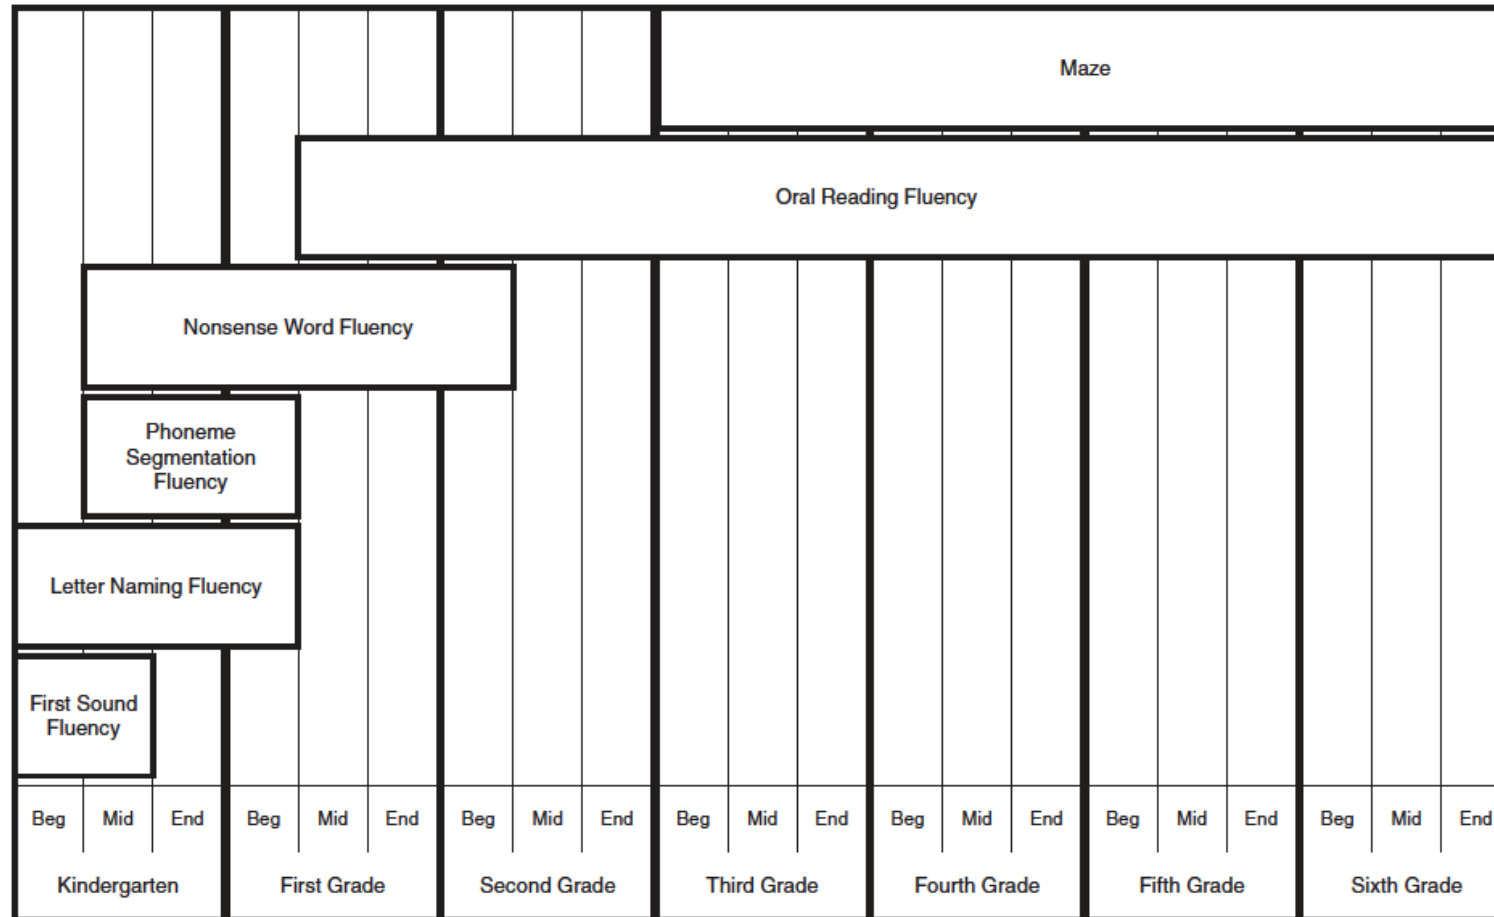 Maze
Oral Reading Fluency
Nonsense Word Fluency
Phoneme
Segmentation
Fluency
Letter Naming Fluency
First Sound
Fluency
Beg Mid End Beg Mid End Beg Mid End Beg Mid End Beg Mid End Beg Mid End Beg Mid End
Kindergarten First Grade Second Grade Third Grade Fourth Grade Fifth Grade Sixth Grade